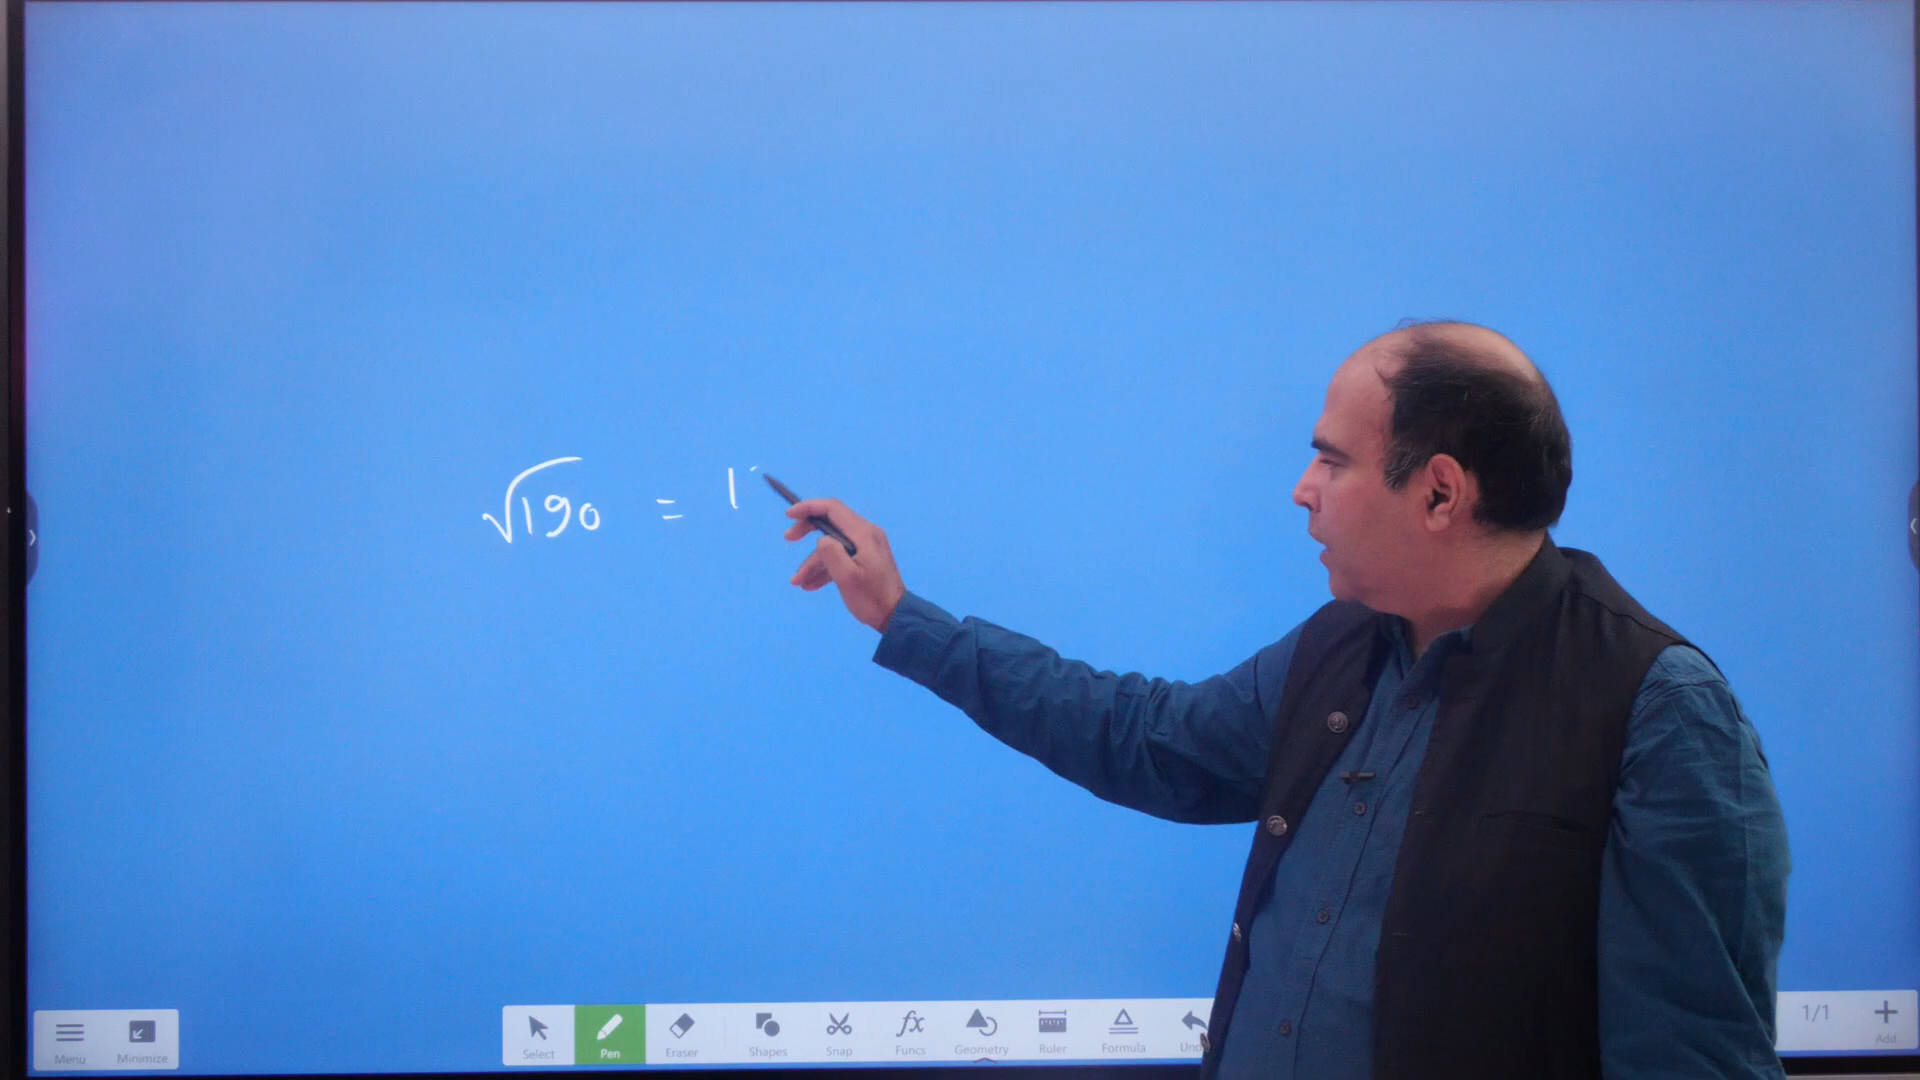 √190 = 1
Menu Minimize Select Pen Eraser Shapes Snap fx Funcs Geometry Ruler Formula 1/1 Add